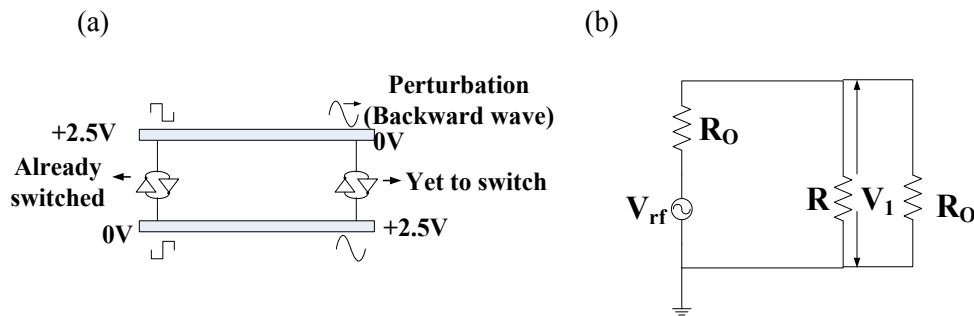 (a)
Perturbation
(Backward wave)
+2.5V
0V
Already
switched
Yet to switch
0V
+2.5V
(b)
R_O
V_rf
R
V_1
R_O